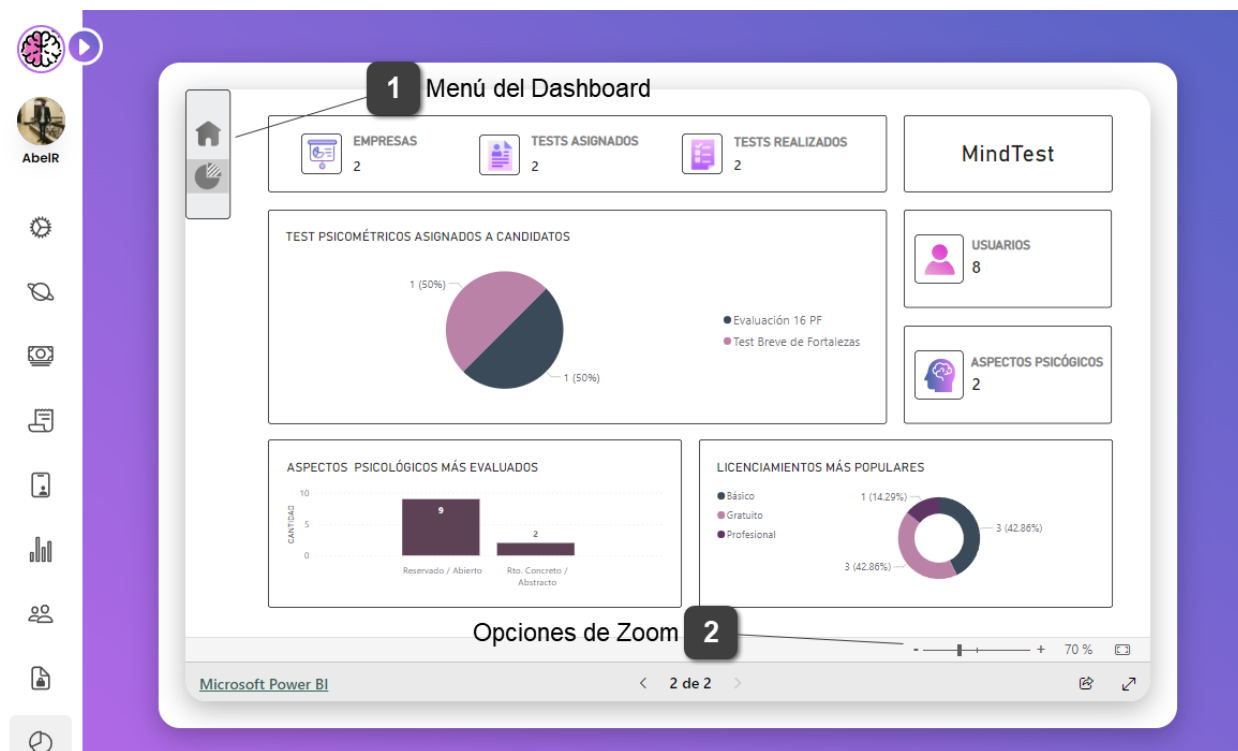 AbelR
1 Menú del Dashboard
EMPRESAS
2
TESTS ASIGNADOS
2
TESTS REALIZADOS
2
MindTest
TEST PSICOMÉTRICOS ASIGNADOS A CANDIDATOS
1 (50%)
1 (50%)
Evaluación 16 PF
Test Breve de Fortalezas
USUARIOS
8
ASPECTOS PSICÓGICOS
2
ASPECTOS PSICOLÓGICOS MÁS EVALUADOS
CANTIDAD
10
5
0
9
2
Reservado / Abierto
Rto. Concreto /
Abstracto
LICENCIAMIENTOS MÁS POPULARES
Básico
Gratuito
Profesional
1 (14.29%)
3 (42.86%)
3 (42.86%)
Opciones de Zoom 2
- + 70 %
Microsoft Power BI
< 2 de 2 >